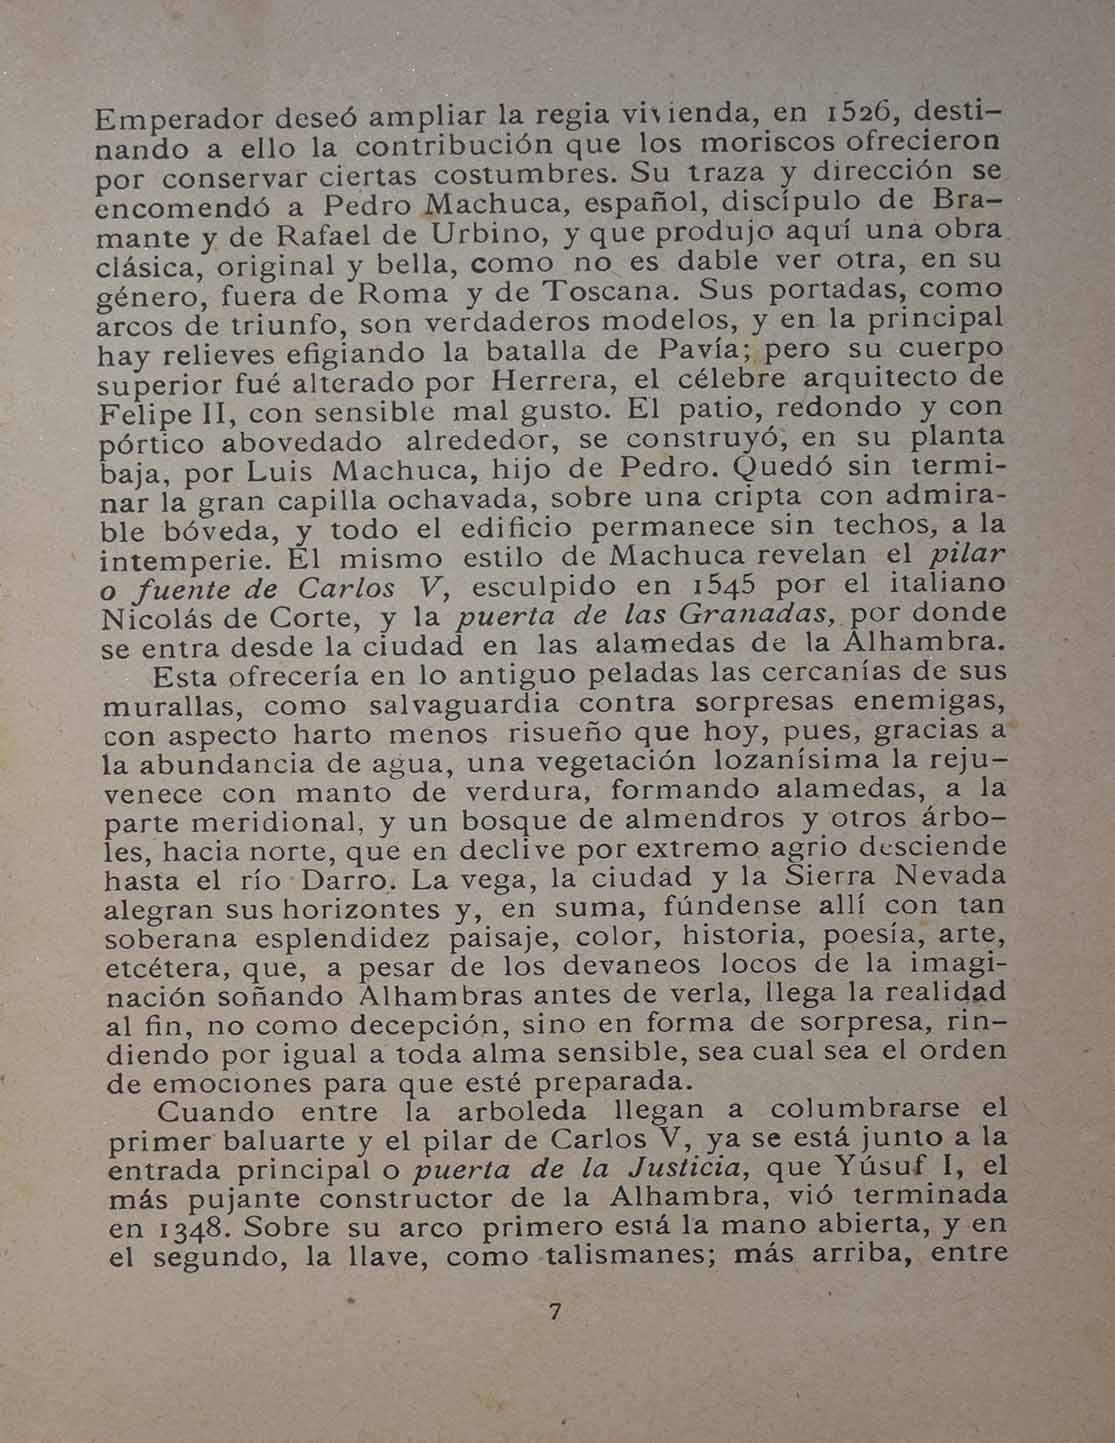 Emperador deseó ampliar la regia vivienda, en 1526, desti-
nando a ello la contribución que los moriscos ofrecieron
por conservar ciertas costumbres. Su traza y dirección se
encomendó a Pedro Machuca, español, discípulo de Bra-
mante y de Rafael de Urbino, y que produjo aquí una obra
clásica, original y bella, como no es dable ver otra, en su
género, fuera de Roma y de Toscana. Sus portadas, como
arcos de triunfo, son verdaderos modelos, y en la principal
hay relieves efigiando la batalla de Pavía; pero su cuerpo
superior fué alterado por Herrera, el célebre arquitecto de
Felipe II, con sensible mal gusto. El patio, redondo y con
pórtico abovedado alrededor, se construyó, en su planta
baja, por Luis Machuca, hijo de Pedro. Quedó sin termi-
nar la gran capilla ochavada, sobre una cripta con admira-
ble bóveda, y todo el edificio permanece sin techos, a la
intemperie. El mismo estilo de Machuca revelan el pilar
o fuente de Carlos V, esculpido en 1545 por el italiano
Nicolás de Corte, y la puerta de las Granadas, por donde
se entra desde la ciudad en las alamedas de la Alhambra.
Esta ofrecería en lo antiguo peladas las cercanías de sus
murallas, como salvaguardia contra sorpresas enemigas,
con aspecto harto menos risueño que hoy, pues, gracias a
la abundancia de agua, una vegetación lozanísima la reju-
venece con manto de verdura, formando alamedas, a la
parte meridional, y un bosque de almendros y otros árbo-
les, hacia norte, que en declive por extremo agrio desciende
hasta el río Darro. La vega, la ciudad y la Sierra Nevada
alegran sus horizontes y, en suma, fúndense allí con tan
soberana esplendidez paisaje, color, historia, poesía, arte,
etcétera, que, a pesar de los devaneos locos de la imagi-
nación soñando Alhambras antes de verla, llega la realidad
al fin, no como decepción, sino en forma de sorpresa, rin-
diendo por igual a toda alma sensible, sea cual sea el orden
de emociones para que esté preparada.
Cuando entre la arboleda llegan a columbrarse el
primer baluarte y el pilar de Carlos V, ya se está junto a la
entrada principal o puerta de la Justicia, que Yúsuf I, el
más pujante constructor de la Alhambra, vió terminada
en 1348. Sobre su arco primero está la mano abierta, y en
el segundo, la llave, como talismanes; más arriba, entre
7